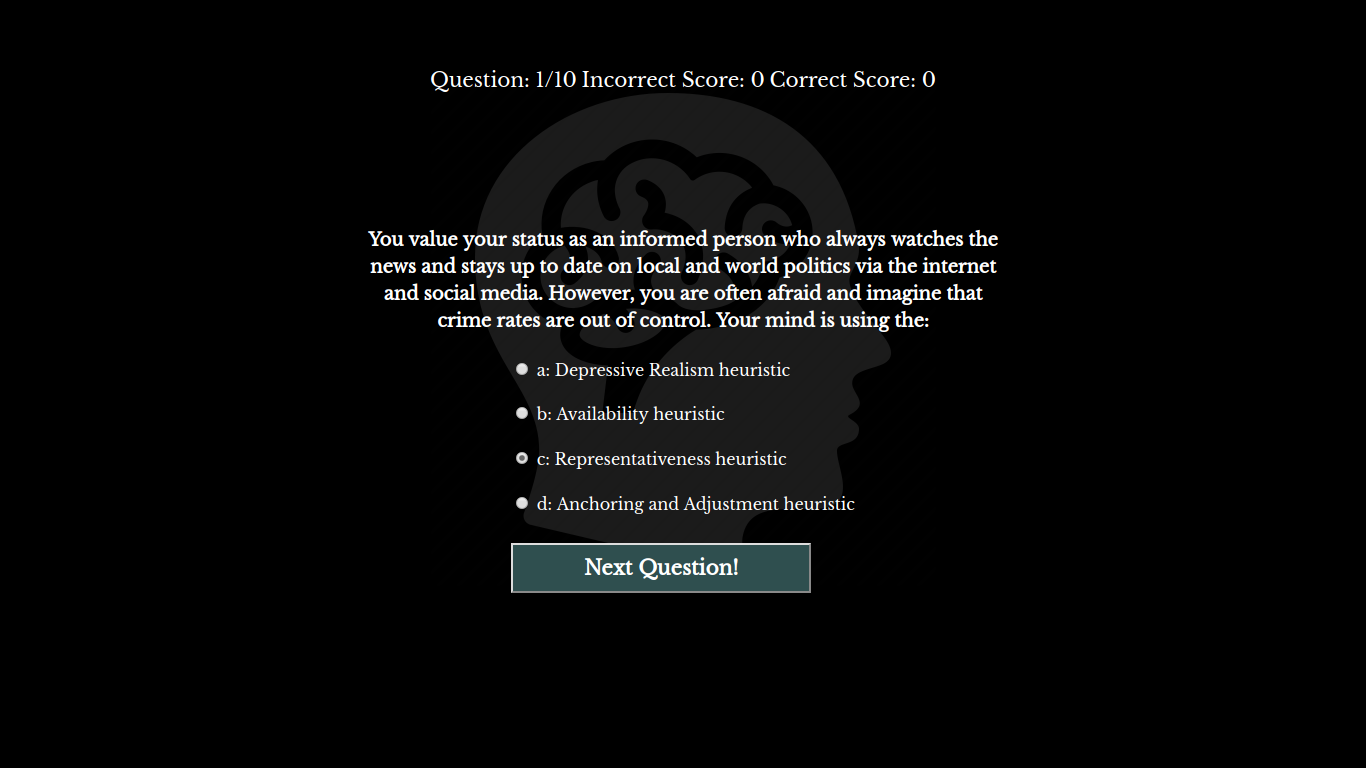 Question: 1/10 Incorrect Score: 0 Correct Score: 0
You value your status as an informed person who always watches the
news and stays up to date on local and world politics via the internet
and social media. However, you are often afraid and imagine that
crime rates are out of control. Your mind is using the:
a: Depressive Realism heuristic
b: Availability heuristic
c: Representativeness heuristic
d: Anchoring and Adjustment heuristic
Next Question!